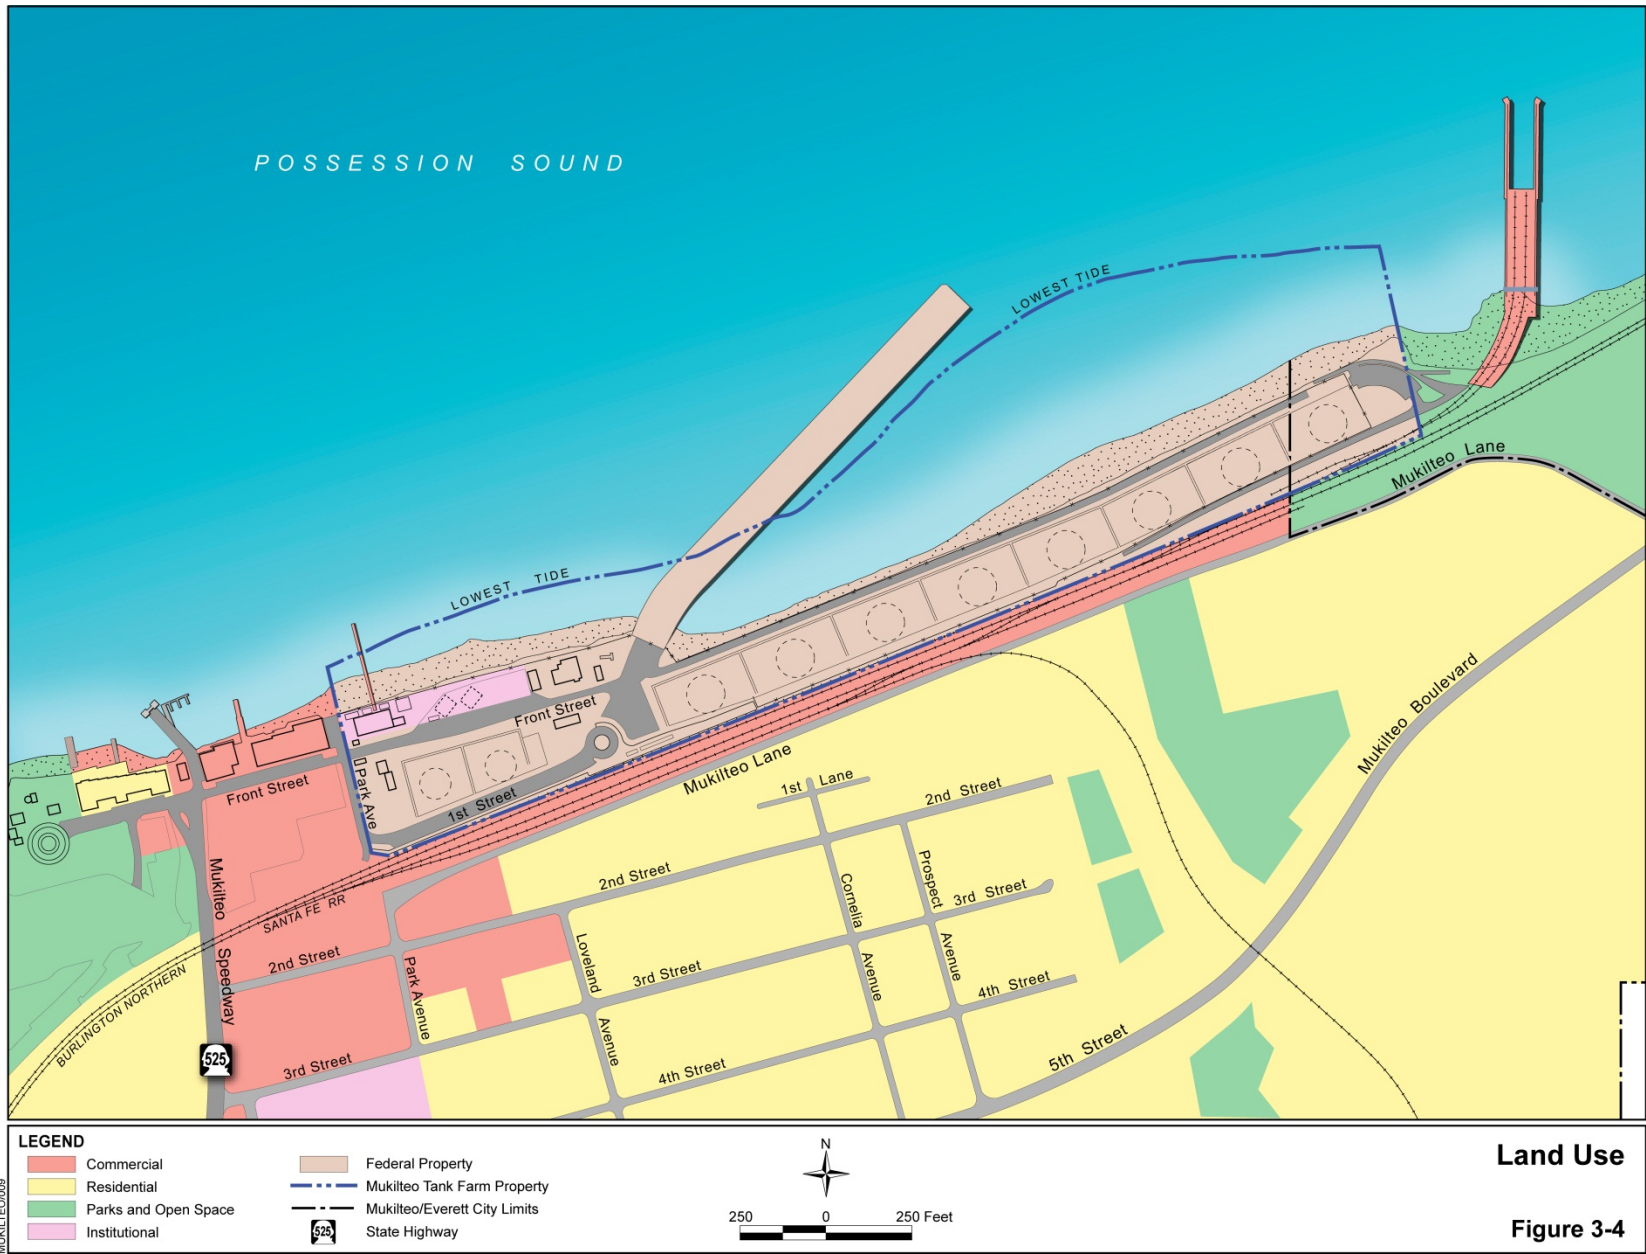 POSSESSION SOUND
LOWEST TIDE
LOWEST TIDE
Mukilteo Lane
Front Street
Park Ave
1st Street
Mukilteo Lane
Front Street
Mukilteo Boulevard
1st Lane
2nd Street
2nd Street
Prospect
Avenue
3rd Street
Cornelia
Avenue
Mukilteo
Speedway
SANTA FE RR
BURLINGTON NORTHERN
2nd Street
Park Avenue
Loveland
Avenue
3rd Street
4th Street
3rd Street
4th Street
5th Street
525
LEGEND
Commercial
Residential
Parks and Open Space
Institutional
Federal Property
Mukilteo Tank Farm Property
Mukilteo/Everett City Limits
525 State Highway
N
250 0 250 Feet
Land Use
Figure 3-4
MUKILTEO/009